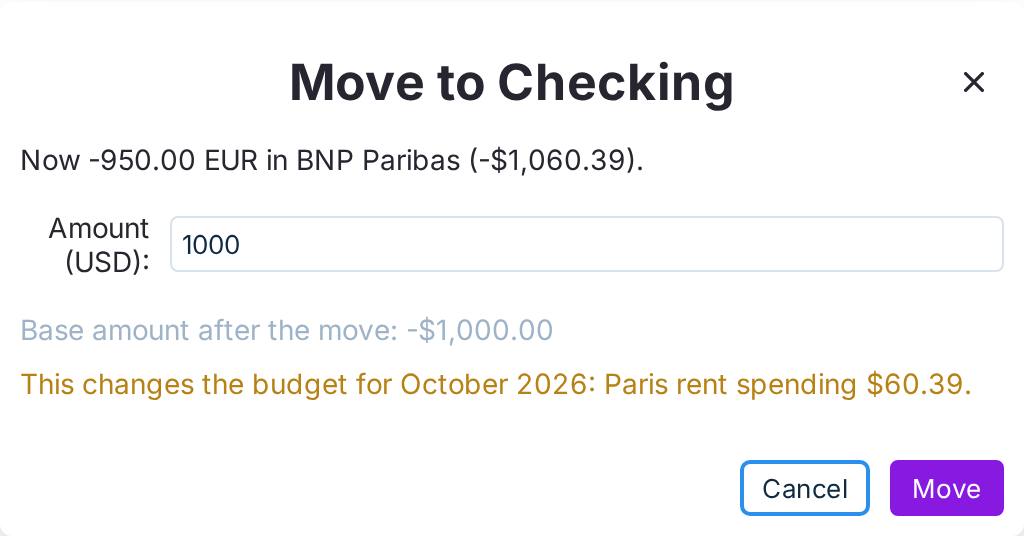 Move to Checking
Now -950.00 EUR in BNP Paribas (-$1,060.39).
Amount
(USD):
1000
Base amount after the move: -$1,000.00
This changes the budget for October 2026: Paris rent spending $60.39.
Cancel
Move